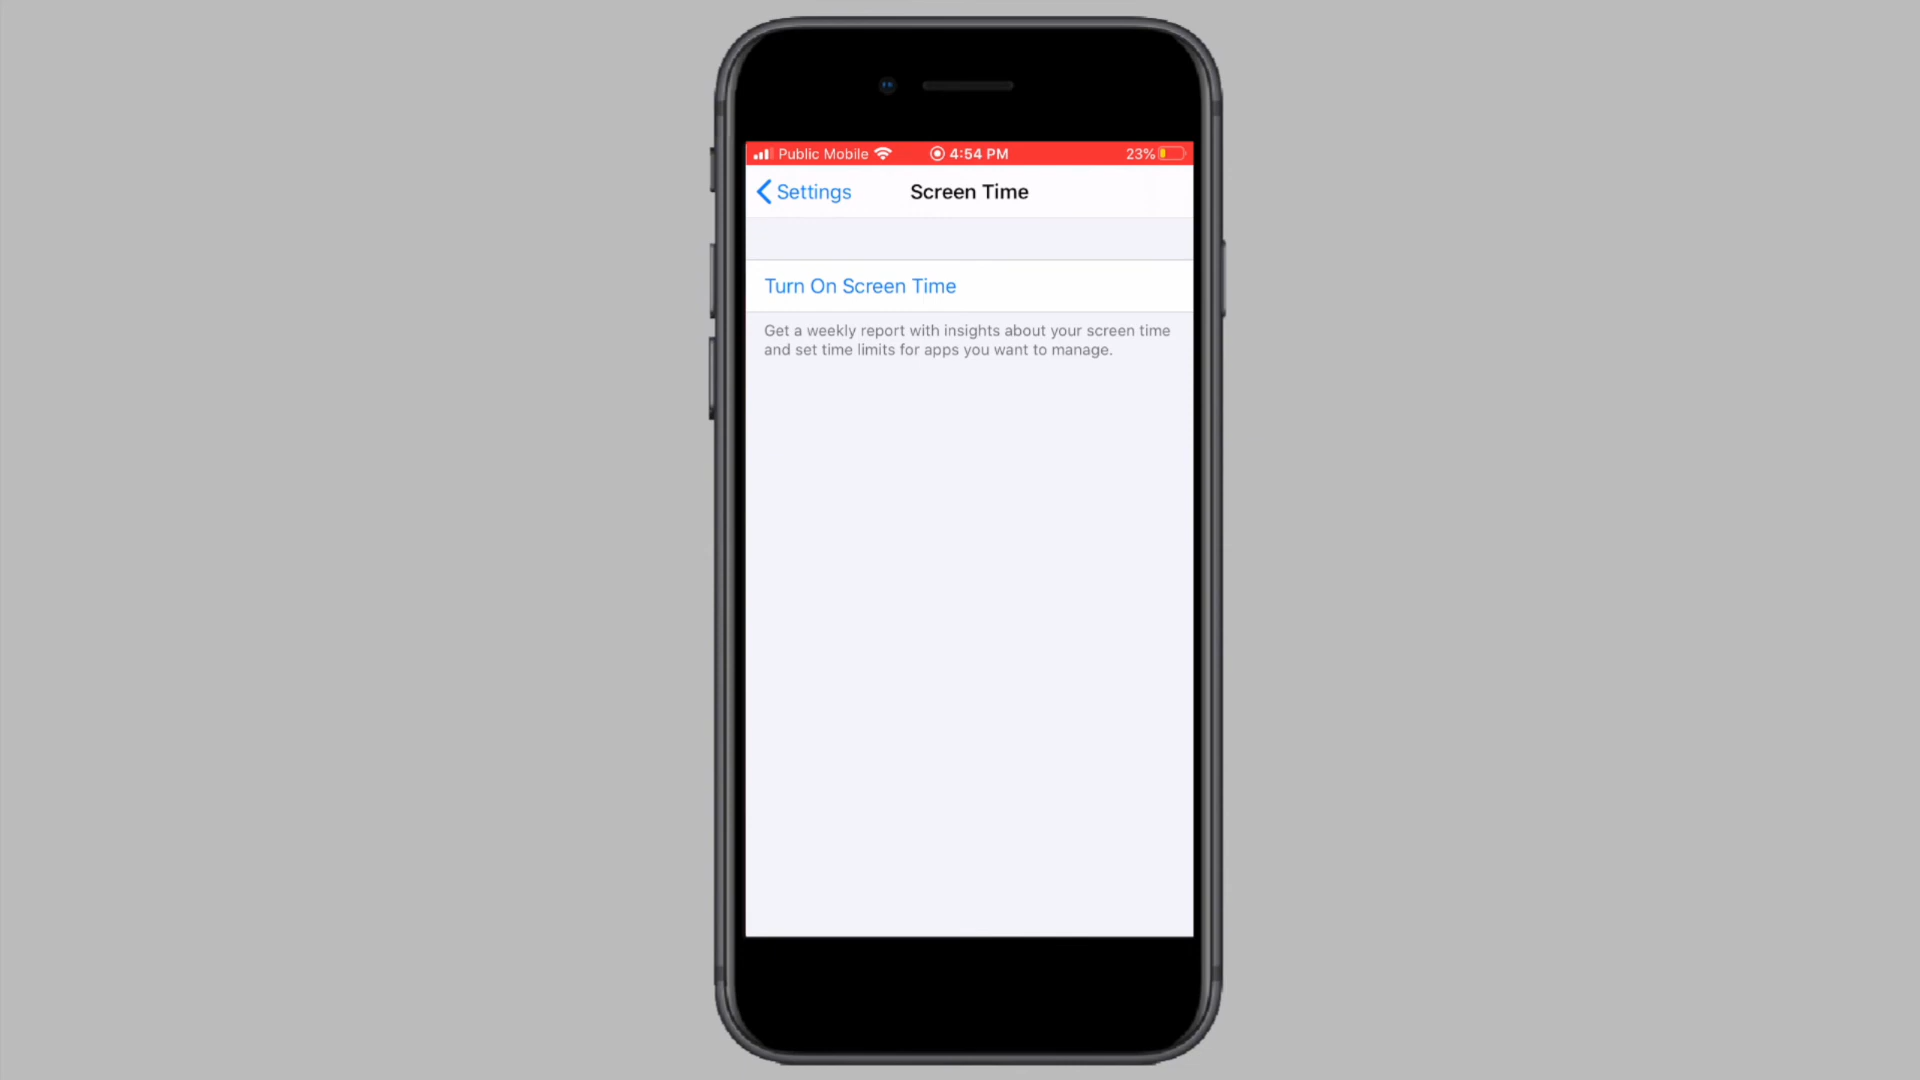 Public Mobile 4:54 PM 23%
Settings Screen Time
Turn On Screen Time
Get a weekly report with insights about your screen time
and set time limits for apps you want to manage.